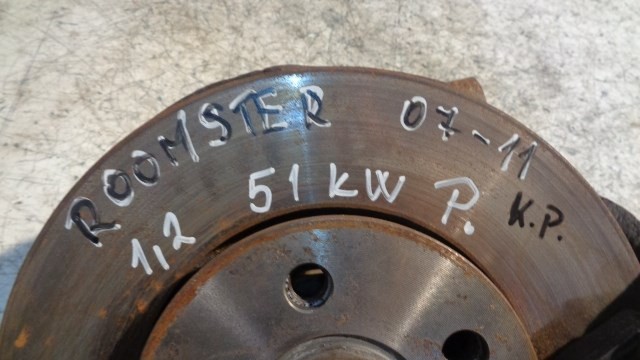 ROOMSTER 07-11
1,2 51 KW P. K.P.